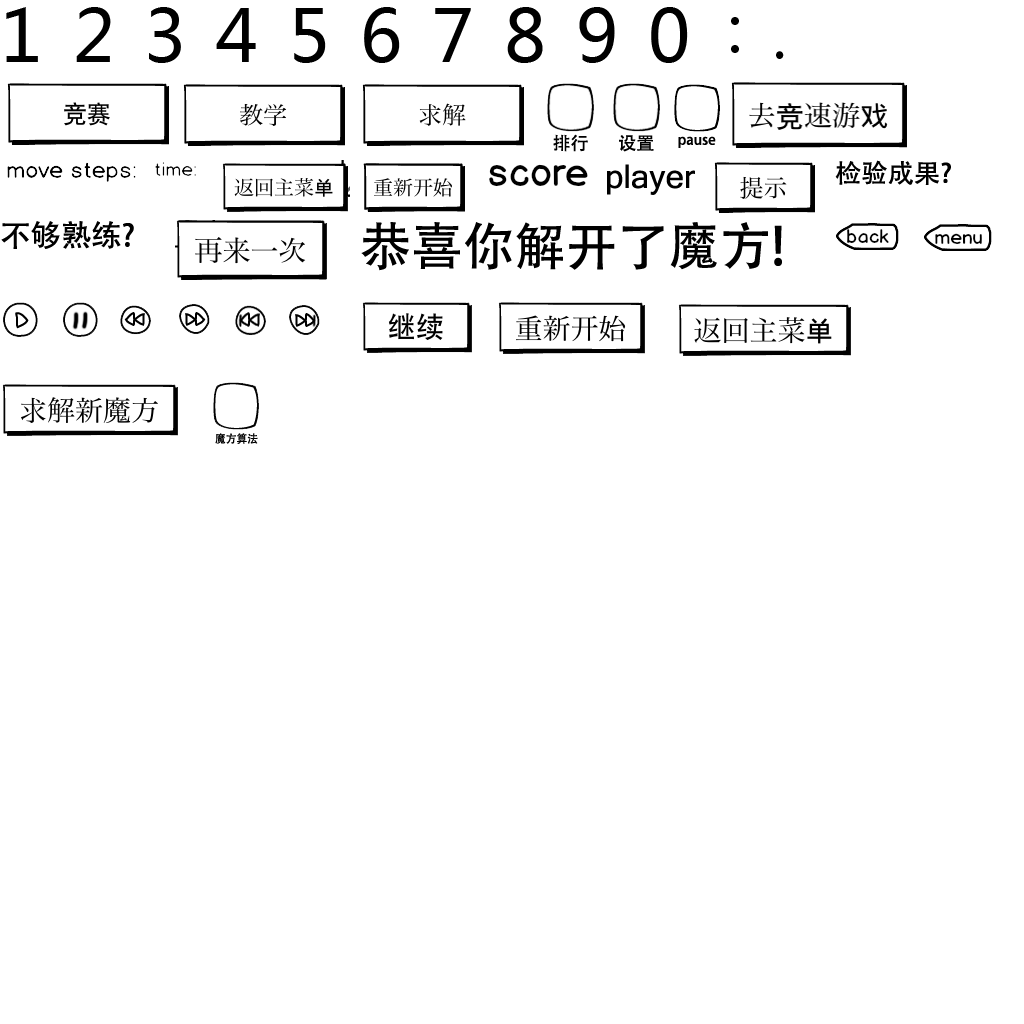 1 2 3 4 5 6 7 8 9 0 : .
竞赛 教学 求解 排行 设置 pause 去竞速游戏
move steps: time: 返回主菜单 重新开始 score player 提示 检验成果?
不够熟练? 再来一次 恭喜你解开了魔方! back menu
继续 重新开始 返回主菜单
求解新魔方 魔方算法